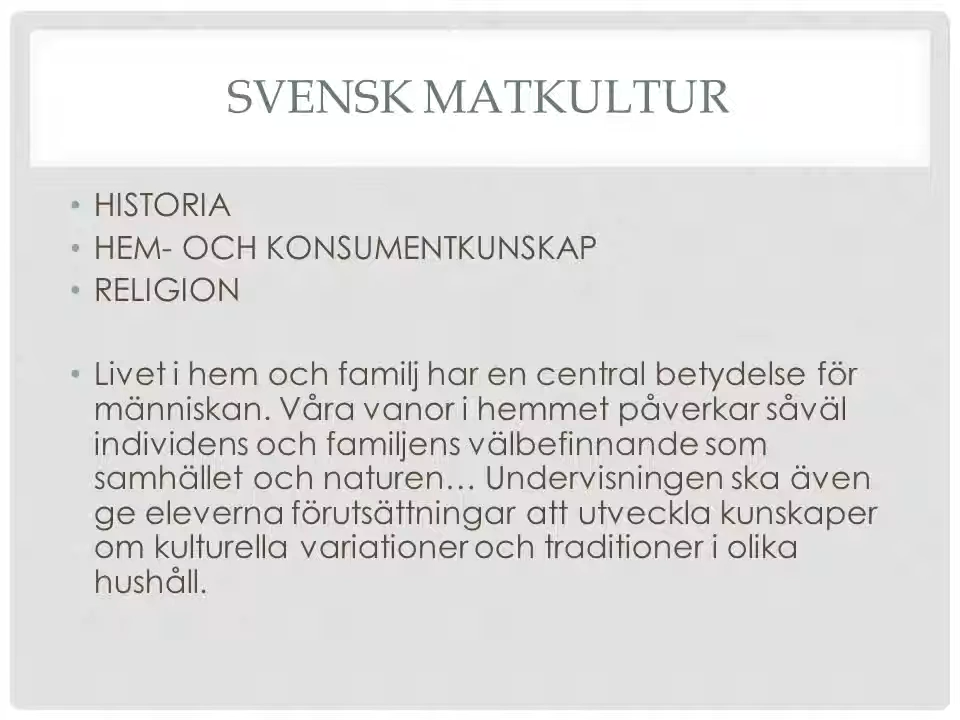 SVENSK MATKULTUR
• HISTORIA
• HEM- OCH KONSUMENTKUNSKAP
• RELIGION
• Livet i hem och familj har en central betydelse för
människan. Våra vanor i hemmet påverkar såväl
individens och familjens välbefinnande som
samhället och naturen… Undervisningen ska även
ge eleverna förutsättningar att utveckla kunskaper
om kulturella variationer och traditioner i olika
hushåll.